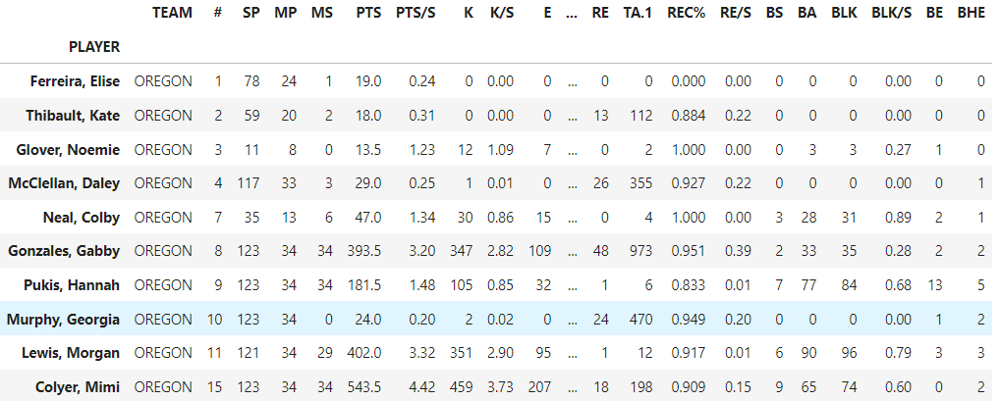 TEAM # SP MP MS PTS PTS/S K K/S E ... RE TA.1 REC% RE/S BS BA BLK BLK/S BE BHE
PLAYER
Ferreira, Elise OREGON 1 78 24 1 19.0 0.24 0 0.00 0 ... 0 0 0.000 0.00 0 0 0 0.00 0 0
Thibault, Kate OREGON 2 59 20 2 18.0 0.31 0 0.00 0 ... 13 112 0.884 0.22 0 0 0 0.00 0 0
Glover, Noemie OREGON 3 11 8 0 13.5 1.23 12 1.09 7 ... 0 2 1.000 0.00 0 3 3 0.27 1 0
McClellan, Daley OREGON 4 117 33 3 29.0 0.25 1 0.01 0 ... 26 355 0.927 0.22 0 0 0 0.00 0 1
Neal, Colby OREGON 7 35 13 6 47.0 1.34 30 0.86 15 ... 0 4 1.000 0.00 3 28 31 0.89 2 1
Gonzales, Gabby OREGON 8 123 34 34 393.5 3.20 347 2.82 109 ... 48 973 0.951 0.39 2 33 35 0.28 2 2
Pukis, Hannah OREGON 9 123 34 34 181.5 1.48 105 0.85 32 ... 1 6 0.833 0.01 7 77 84 0.68 13 5
Murphy, Georgia OREGON 10 123 34 0 24.0 0.20 2 0.02 0 ... 24 470 0.949 0.20 0 0 0 0.00 1 2
Lewis, Morgan OREGON 11 121 34 29 402.0 3.32 351 2.90 95 ... 1 12 0.917 0.01 6 90 96 0.79 3 3
Colyer, Mimi OREGON 15 123 34 34 543.5 4.42 459 3.73 207 ... 18 198 0.909 0.15 9 65 74 0.60 0 2